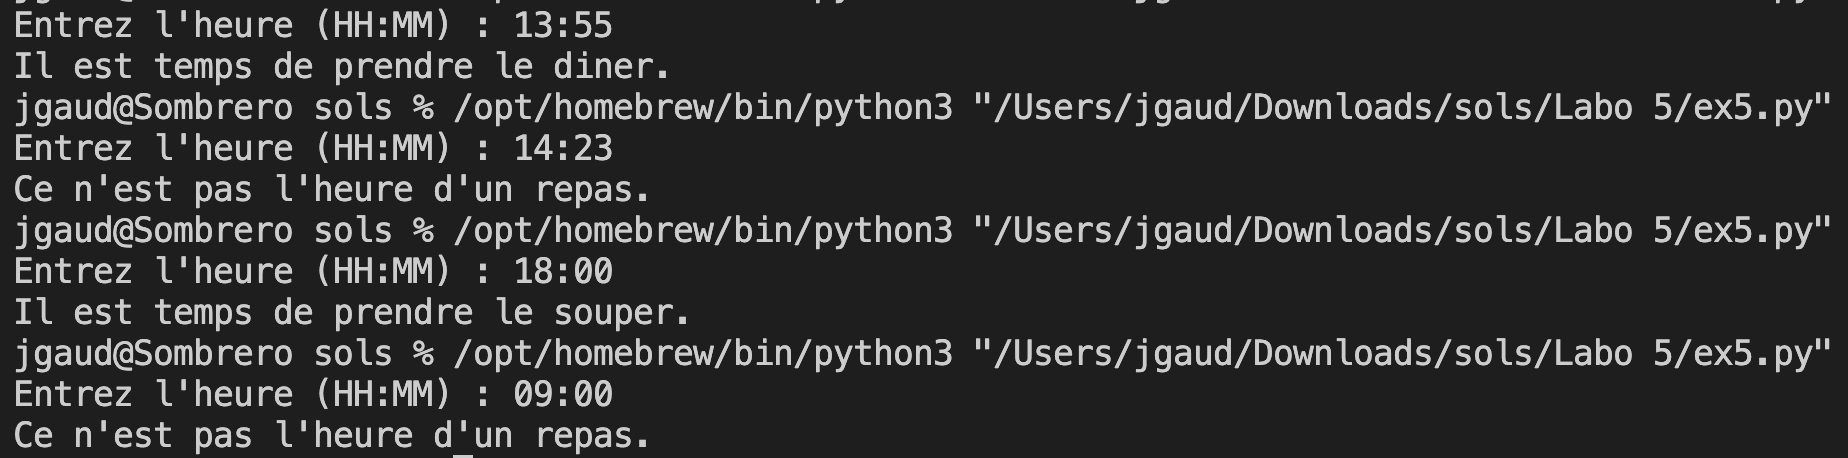 Entrez l'heure (HH:MM) : 13:55
Il est temps de prendre le diner.
jgaud@Sombrero sols % /opt/homebrew/bin/python3 "/Users/jgaud/Downloads/sols/Labo 5/ex5.py"
Entrez l'heure (HH:MM) : 14:23
Ce n'est pas l'heure d'un repas.
jgaud@Sombrero sols % /opt/homebrew/bin/python3 "/Users/jgaud/Downloads/sols/Labo 5/ex5.py"
Entrez l'heure (HH:MM) : 18:00
Il est temps de prendre le souper.
jgaud@Sombrero sols % /opt/homebrew/bin/python3 "/Users/jgaud/Downloads/sols/Labo 5/ex5.py"
Entrez l'heure (HH:MM) : 09:00
Ce n'est pas l'heure d'un repas.